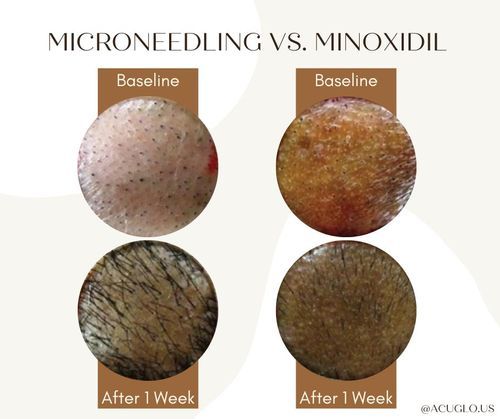 MICRONEEDLING VS. MINOXIDIL
Baseline
Baseline
After 1 Week
After 1 Week
@ACUGLO.US